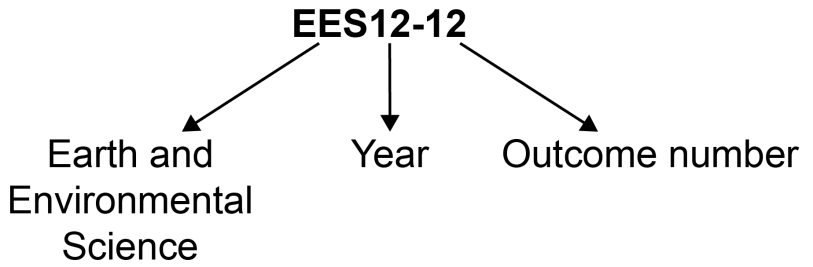 EES12-12
Earth and
Environmental
Science
Year
Outcome number